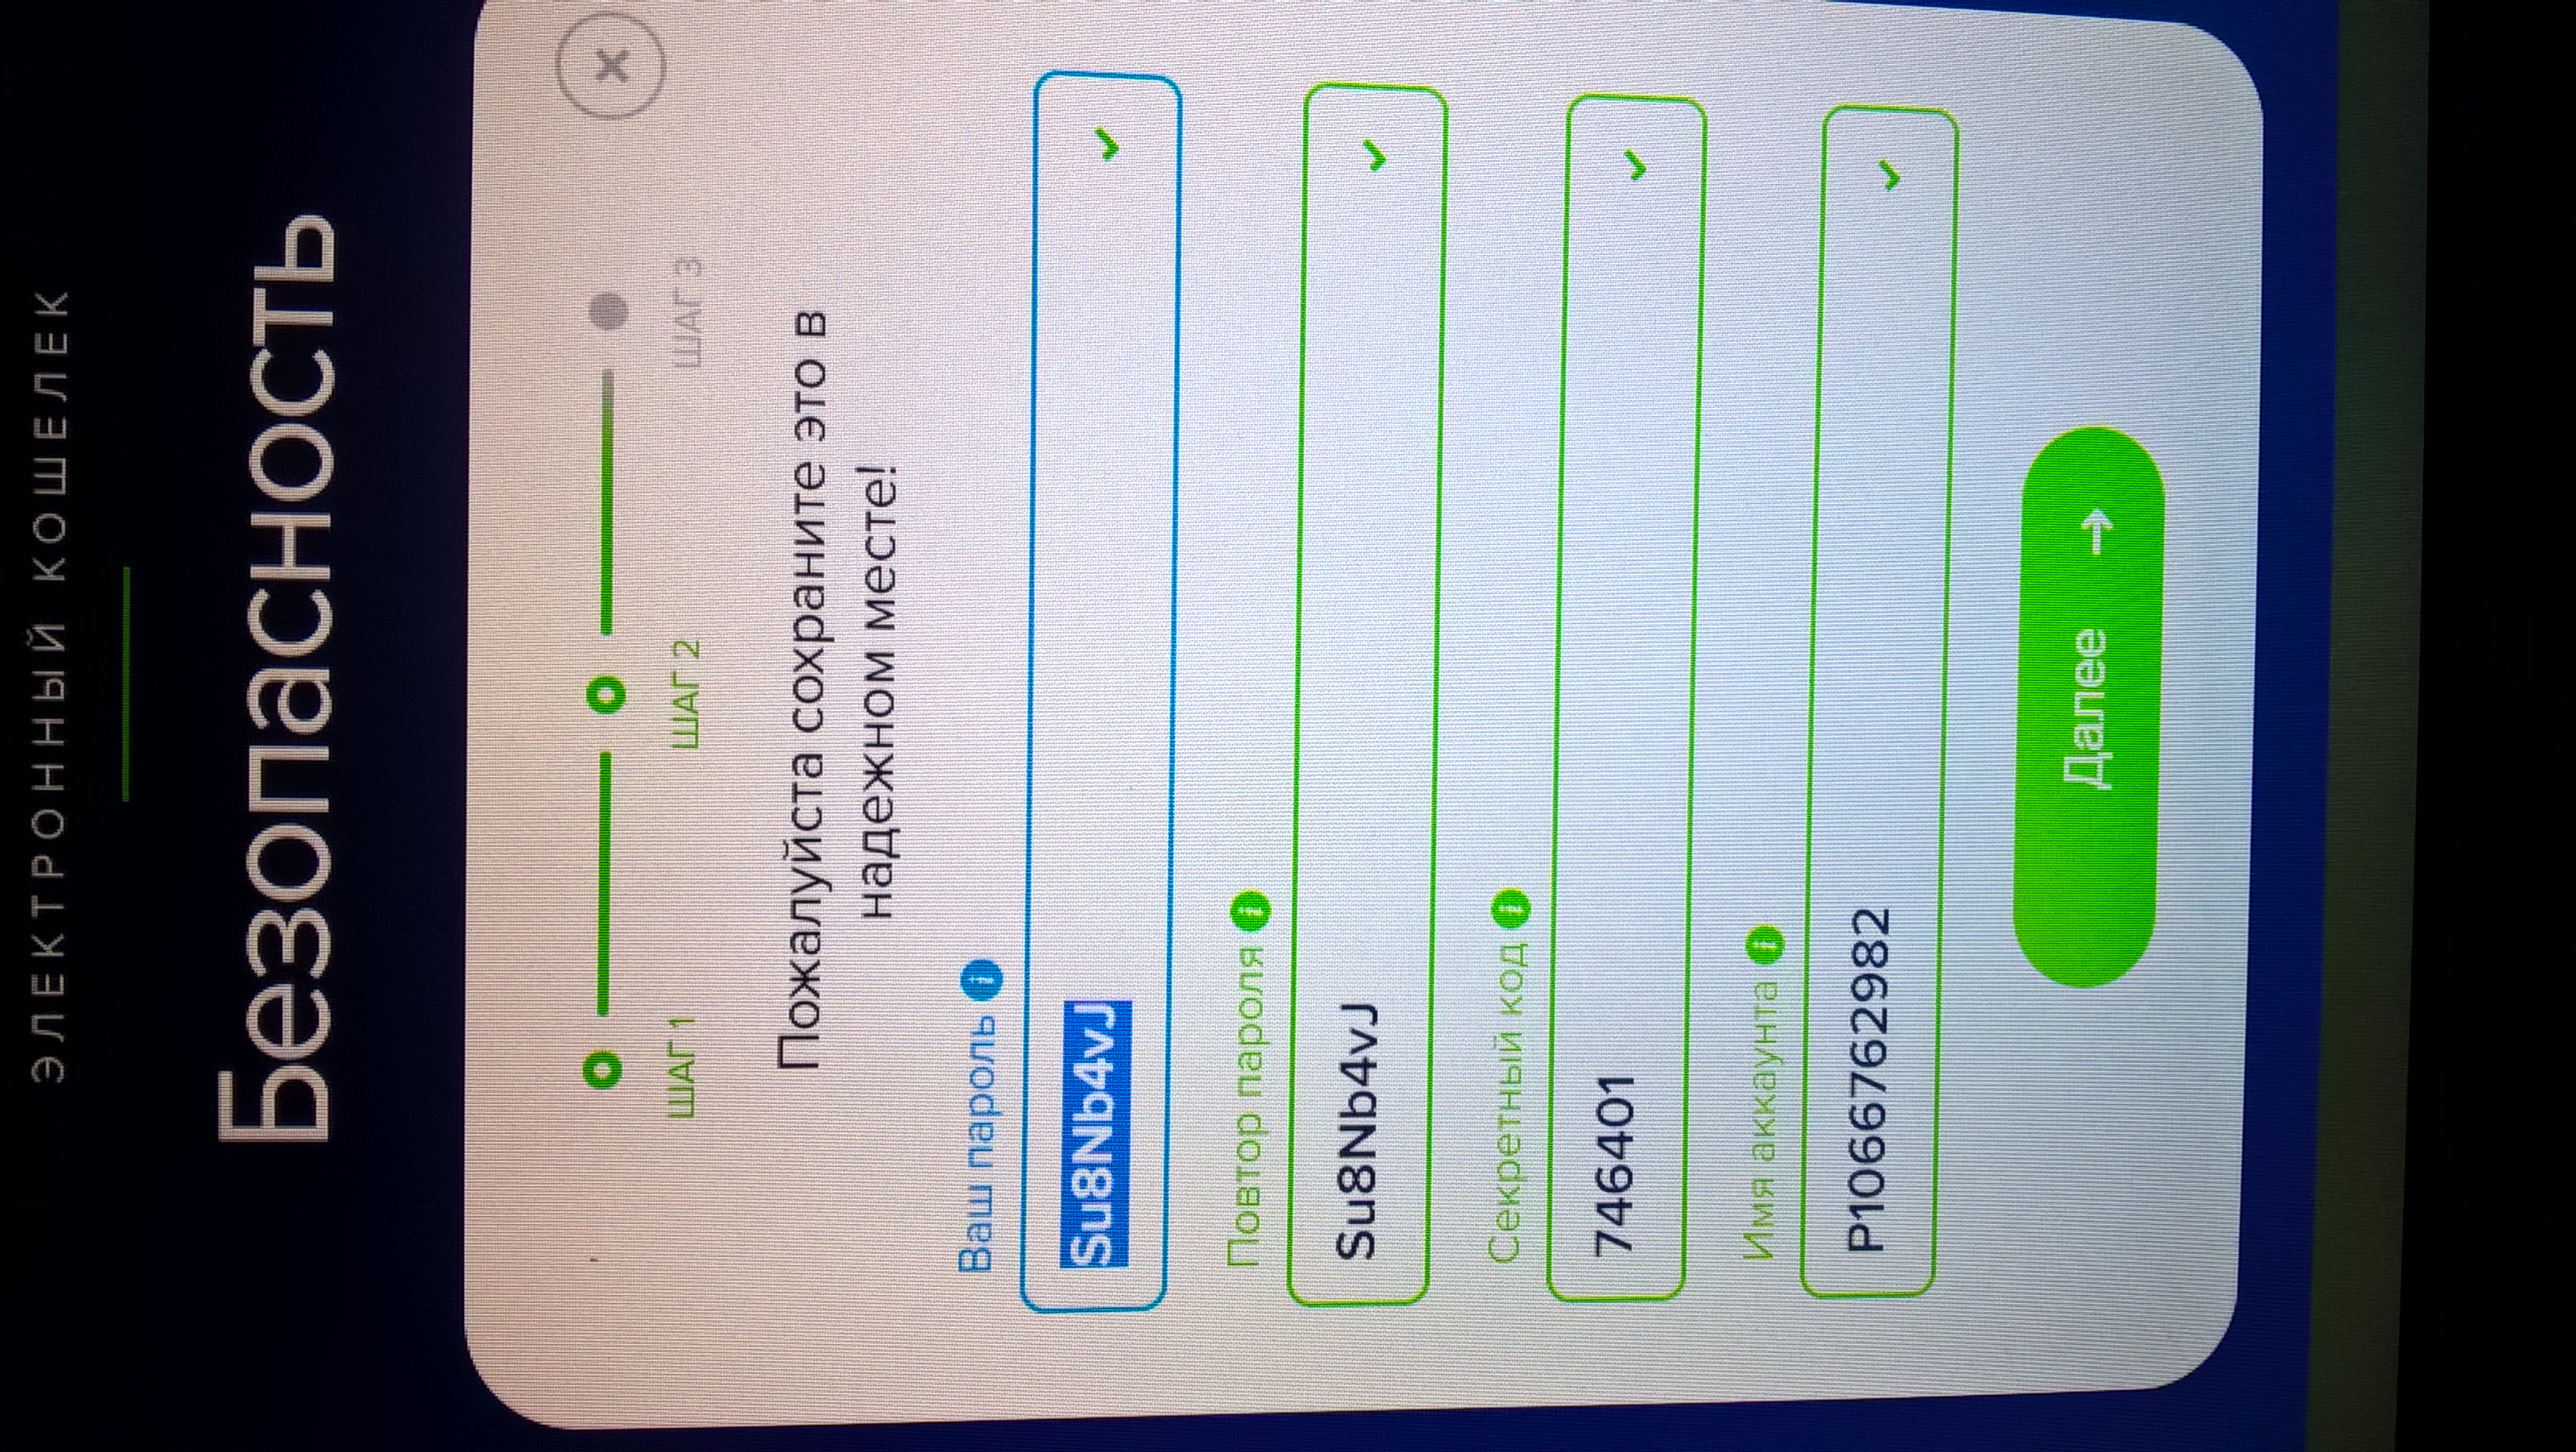 ЭЛЕКТРОННЫЙ КОШЕЛЕК
Безопасность
ШАГ 1
ШАГ 2
ШАГ 3
Пожалуйста сохраните это в
надежном месте!
Ваш пароль
Su8Nb4vJ
Повтор пароля
Su8Nb4vJ
Секретный код
746401
Имя аккаунта
P1066762982
Далее →